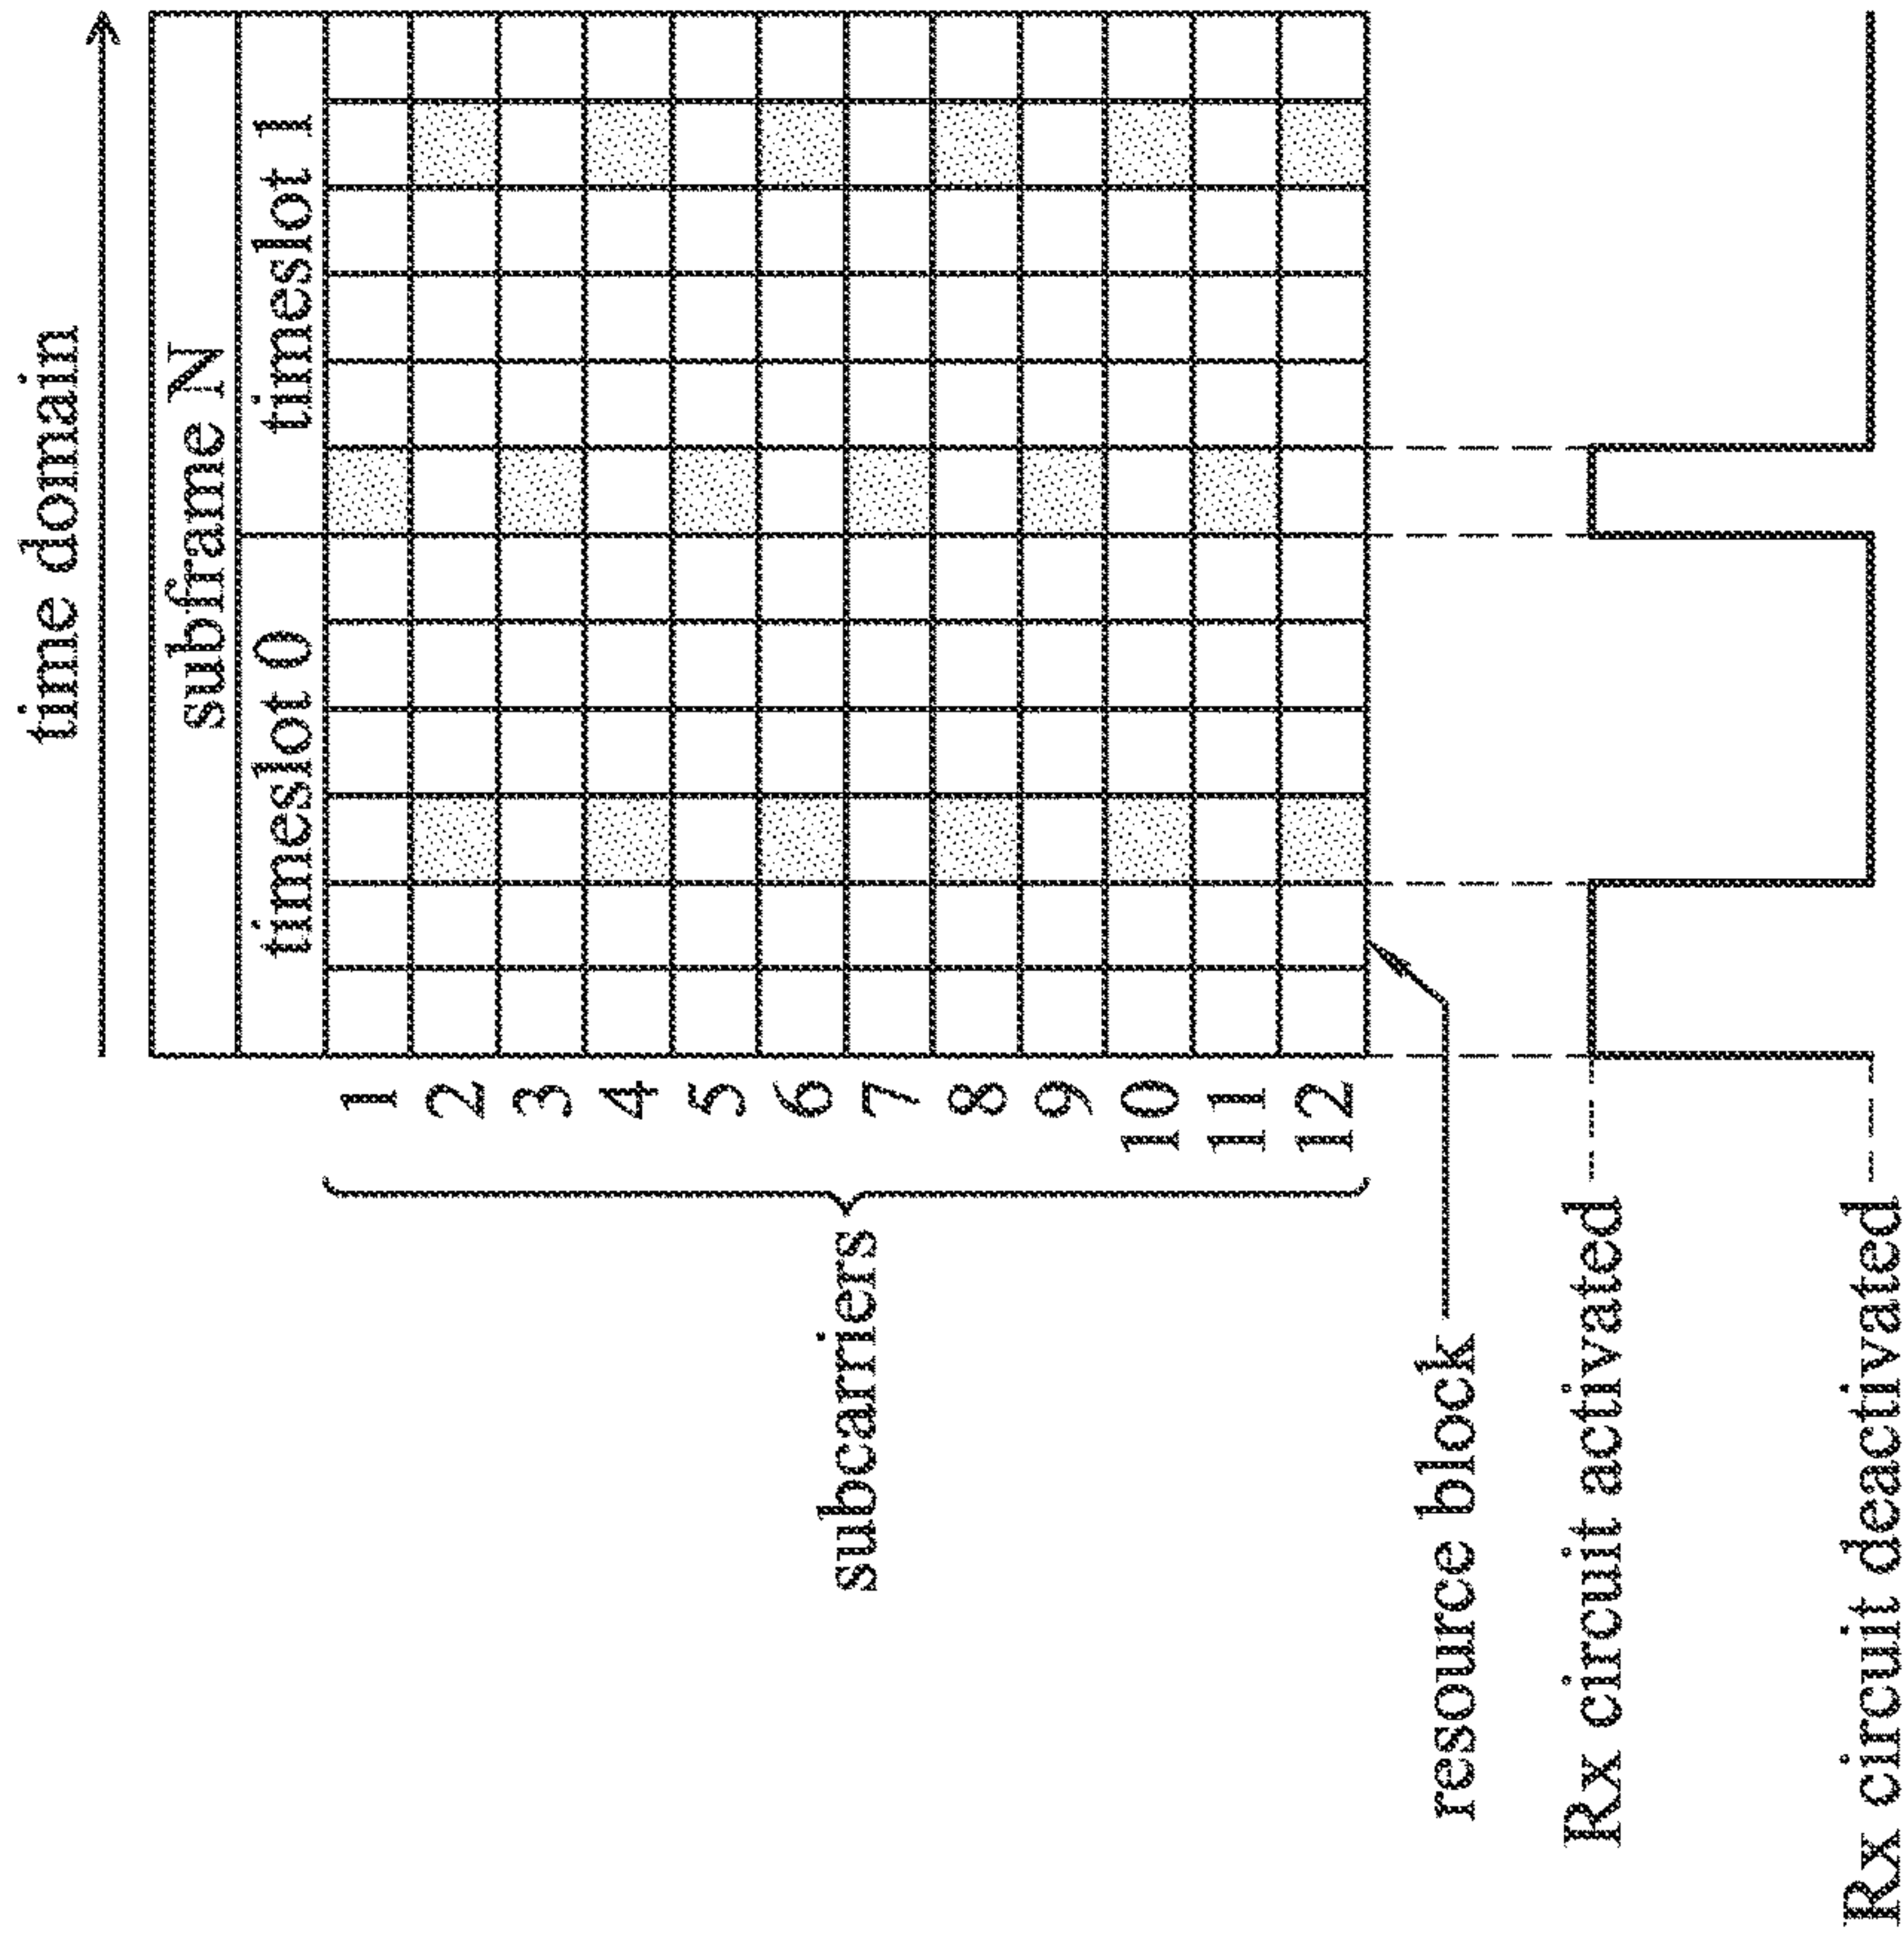 time domain
subframe N
timeslot 0 timeslot 1
1
2
3
4
5
6
7
8
9
10
11
12
subcarriers
resource block
Rx circuit activated
Rx circuit deactivated